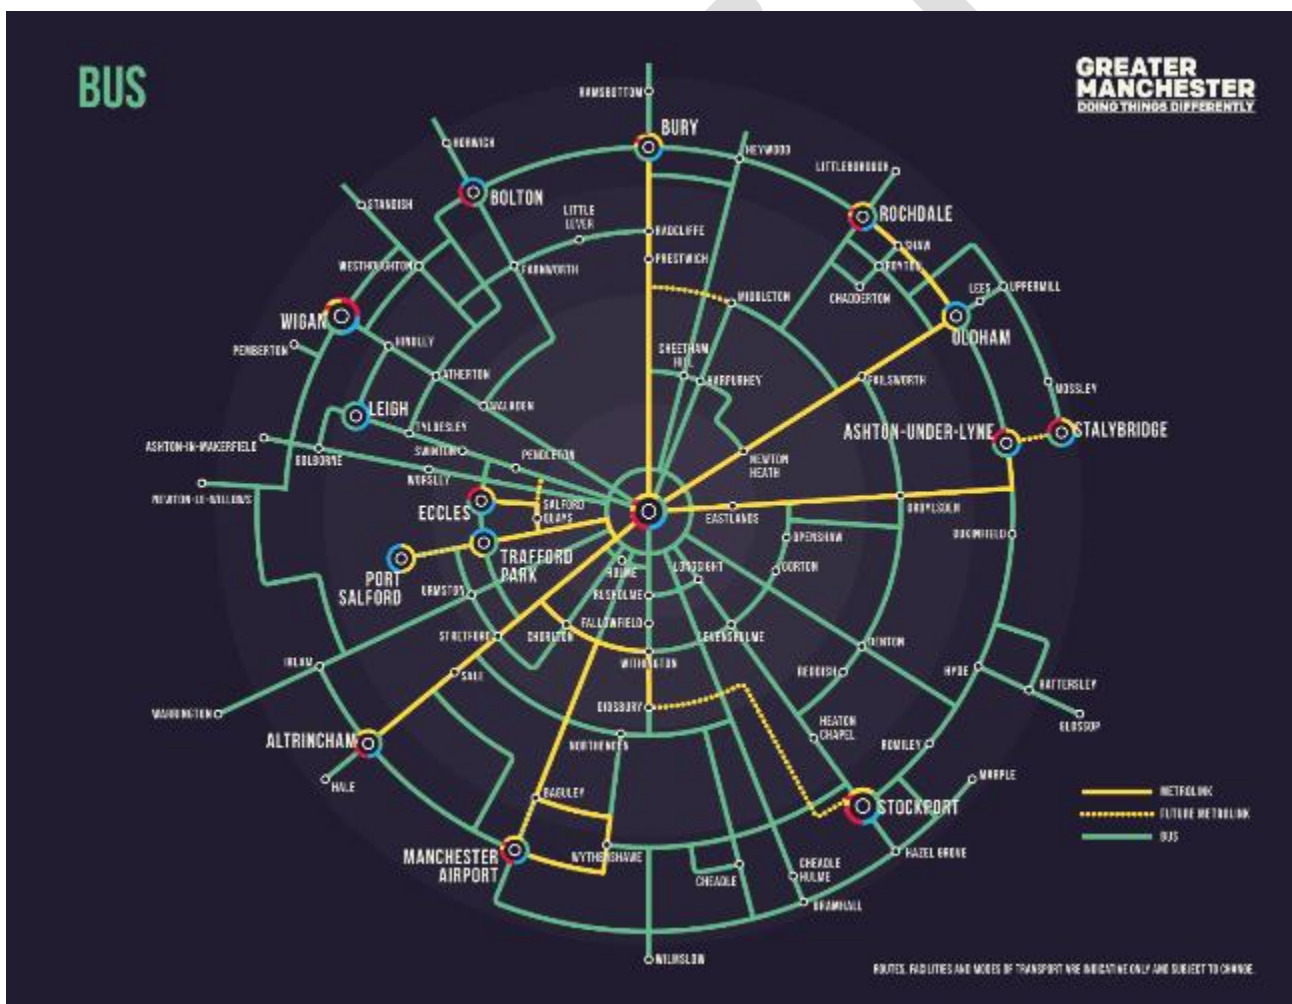 BUS
GREATER
MANCHESTER
DOING THINGS DIFFERENTLY
RAMSBOTTOM
BURY
HORWICH
HEYWOOD
LITTLEBOROUGH
BOLTON
STANDISH
LITTLE
LEVER
ROCHDALE
RADCLIFFE
SHAW
WESTHOUGHTON
FARNWORTH
PRESTWICH
ROYTON
CHADDERTON
LEES
UPPERMILL
MIDDLETON
WIGAN
OLDHAM
PEMBERTON
HINDLEY
CHEETHAM
HILL
HARPURHEY
ATHERTON
FAILSWORTH
MOSSLEY
WALKDEN
LEIGH
TYLDESLEY
ASHTON-UNDER-LYNE
STALYBRIDGE
ASHTON-IN-MAKERFIELD
GOLBORNE
SWINTON
PENDLETON
NEWTON
HEATH
WORSLEY
NEWTON-LE-WILLOWS
ECCLES
SALFORD
QUAYS
EASTLANDS
DROYLSDEN
TRAFFORD
PARK
OPENSHAW
DUKINFIELD
PORT
SALFORD
HULME
LONGSIGHT
GORTON
URMSTON
RUSHOLME
STRETFORD
CHORLTON
FALLOWFIELD
LEVENSHULME
DENTON
WITHINGTON
IRLAM
SALE
REDDISH
HYDE
HATTERSLEY
WARRINGTON
DIDSBURY
GLOSSOP
ALTRINCHAM
NORTHENDEN
HEATON
CHAPEL
ROMILEY
HALE
BAGULEY
MARPLE
STOCKPORT
METROLINK
FUTURE METROLINK
BUS
MANCHESTER
AIRPORT
WYTHENSHAWE
CHEADLE
CHEADLE
HULME
HAZEL GROVE
BRAMHALL
WILMSLOW
ROUTES, FACILITIES AND MODES OF TRANSPORT ARE INDICATIVE ONLY AND SUBJECT TO CHANGE.